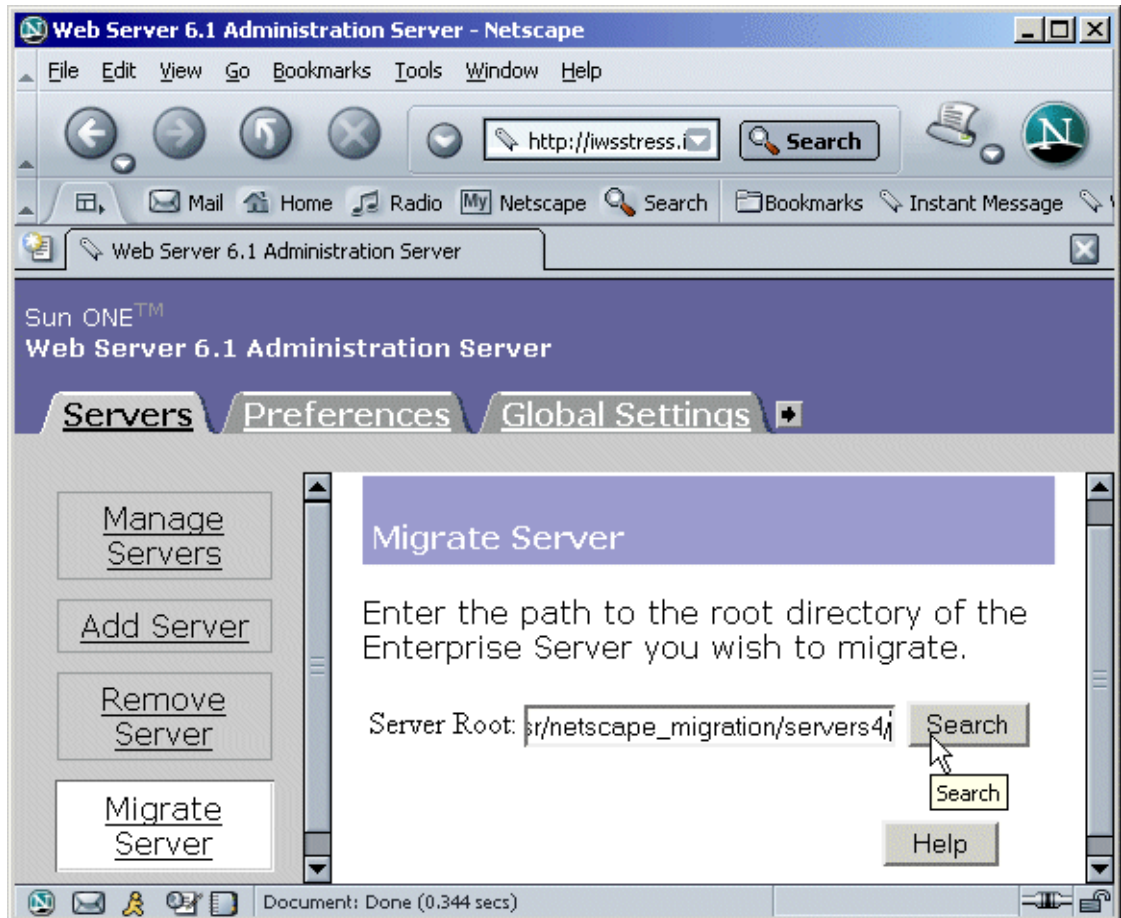 Web Server 6.1 Administration Server - Netscape
File Edit View Go Bookmarks Tools Window Help
http://iwsstress.i Search
Mail Home Radio My Netscape Search Bookmarks Instant Message
Web Server 6.1 Administration Server
Sun ONE™
Web Server 6.1 Administration Server
Servers Preferences Global Settings
Manage
Servers
Add Server
Remove
Server
Migrate
Server
Migrate Server
Enter the path to the root directory of the
Enterprise Server you wish to migrate.
Server Root: sr/netscape_migration/servers4/ Search
Search
Help
Document: Done (0.344 secs)